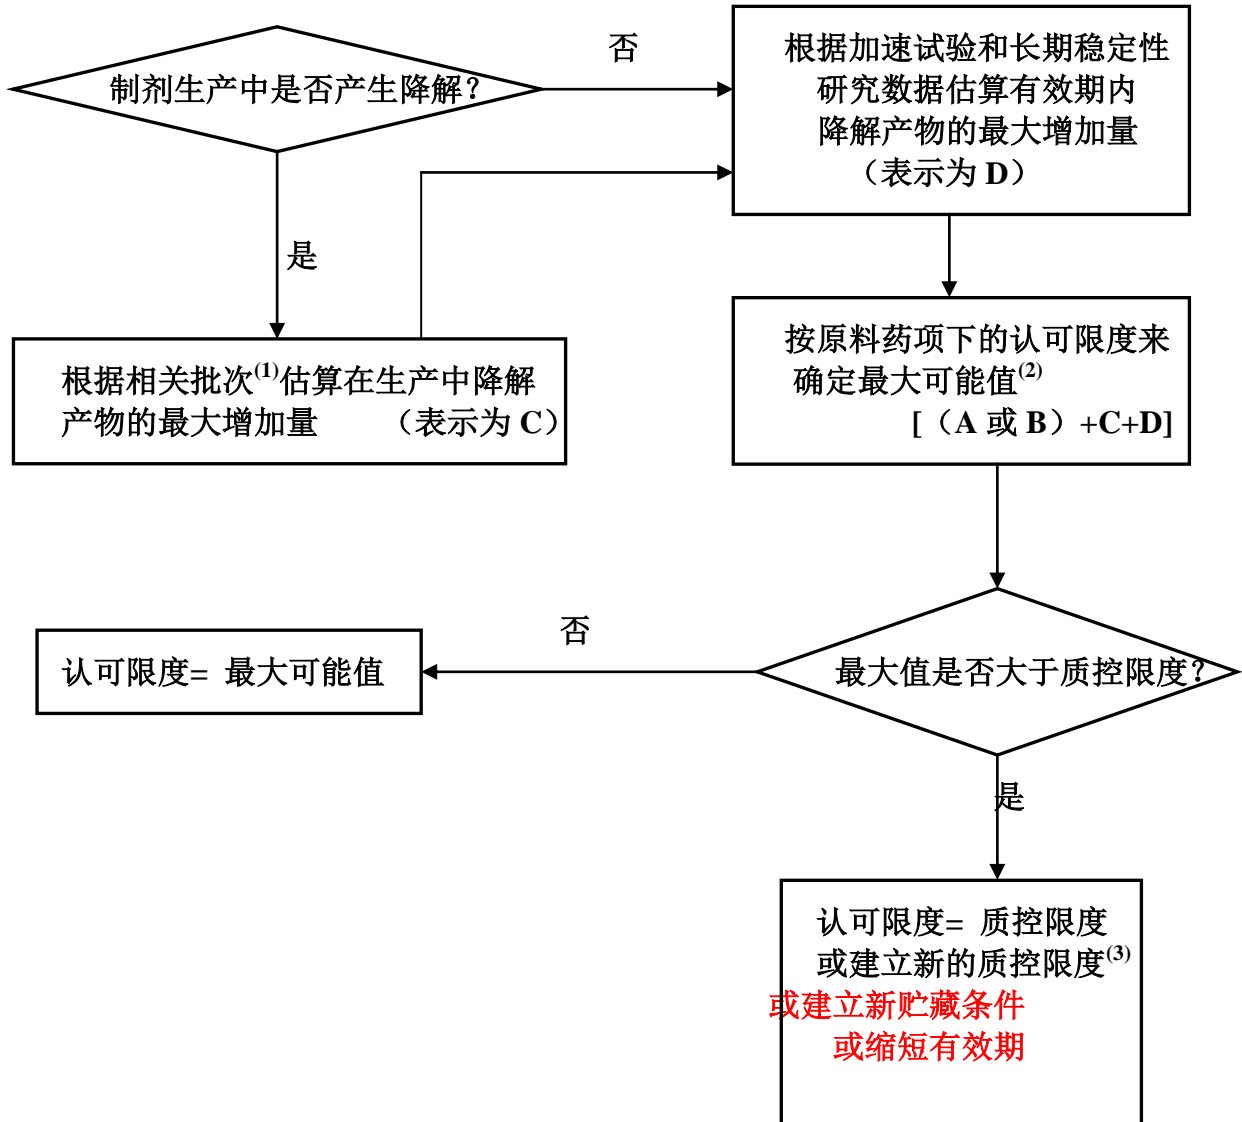 制剂生产中是否产生降解？
否
根据加速试验和长期稳定性
研究数据估算有效期内
降解产物的最大增加量
（表示为 D）
是
根据相关批次(1)估算在生产中降解
产物的最大增加量 （表示为 C）
按原料药项下的认可限度来
确定最大可能值(2)
[（A 或 B）+C+D]
否
认可限度= 最大可能值
最大值是否大于质控限度？
是
认可限度= 质控限度
或建立新的质控限度(3)
或建立新贮藏条件
或缩短有效期